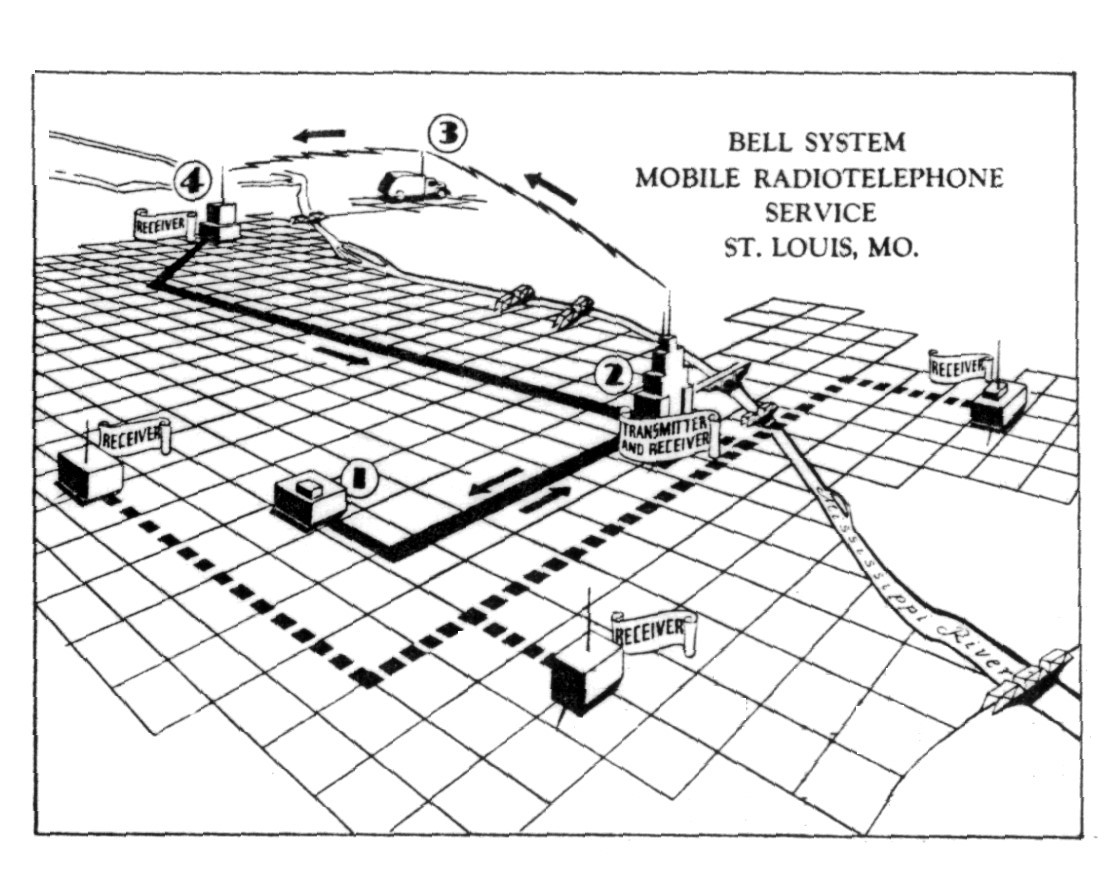 BELL SYSTEM
MOBILE RADIOTELEPHONE
SERVICE
ST. LOUIS, MO.
3
4
RECEIVER
2
RECEIVER
TRANSMITTER
AND RECEIVER
RECEIVER
1
Mississippi River
RECEIVER